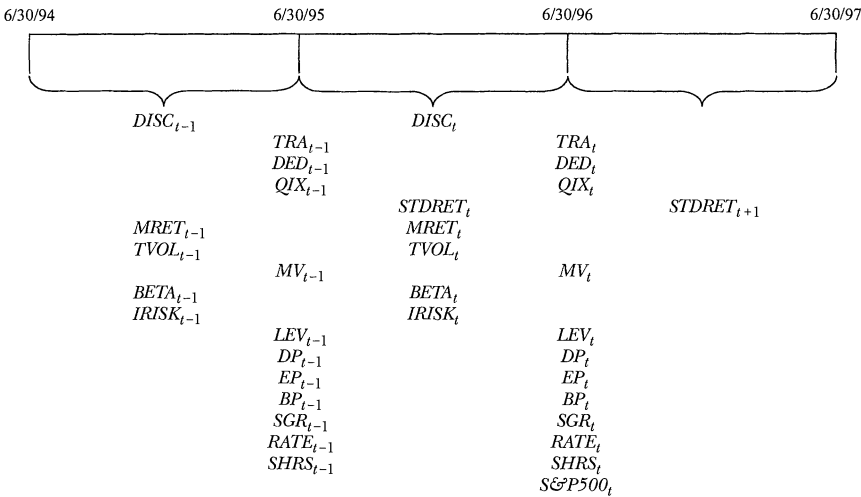 6/30/94 6/30/95 6/30/96 6/30/97
DISC_{t-1} DISC_t
TRA_{t-1} TRA_t
DED_{t-1} DED_t
QIX_{t-1} QIX_t
STDRET_t STDRET_{t+1}
MRET_{t-1} MRET_t
TVOL_{t-1} TVOL_t
MV_{t-1} MV_t
BETA_{t-1} BETA_t
IRISK_{t-1} IRISK_t
LEV_{t-1} LEV_t
DP_{t-1} DP_t
EP_{t-1} EP_t
BP_{t-1} BP_t
SGR_{t-1} SGR_t
RATE_{t-1} RATE_t
SHRS_{t-1} SHRS_t
S&P500_t